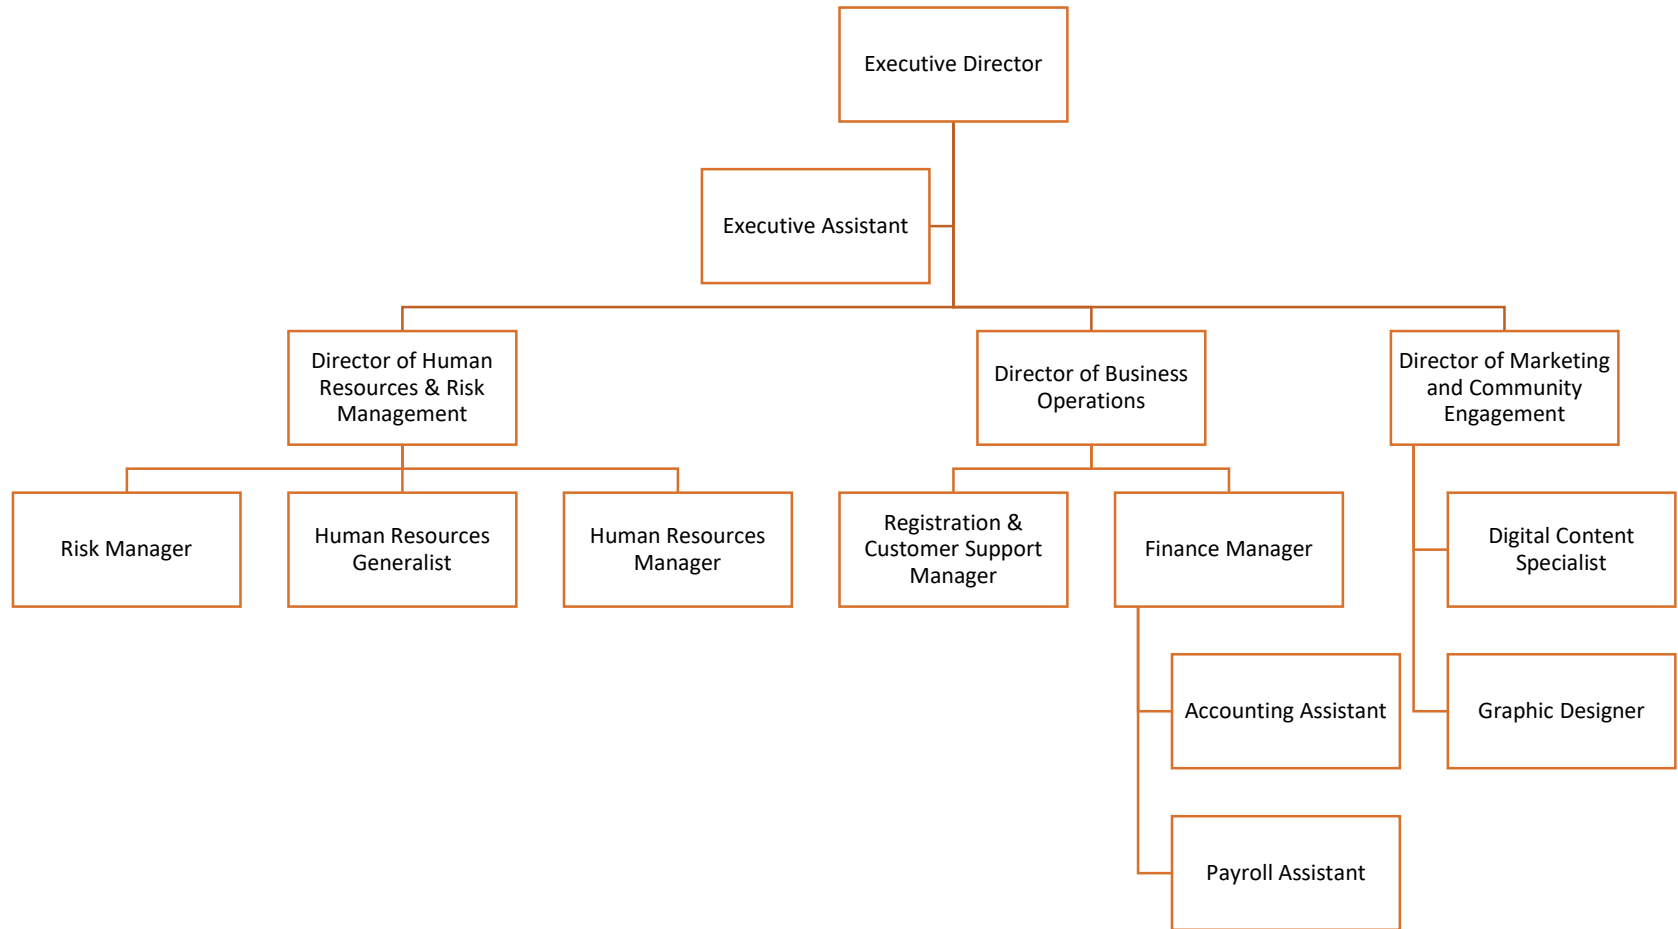 Executive Director
Executive Assistant
Director of Human
Resources & Risk
Management
Director of Business
Operations
Director of Marketing
and Community
Engagement
Risk Manager
Human Resources
Generalist
Human Resources
Manager
Registration &
Customer Support
Manager
Finance Manager
Digital Content
Specialist
Accounting Assistant
Graphic Designer
Payroll Assistant